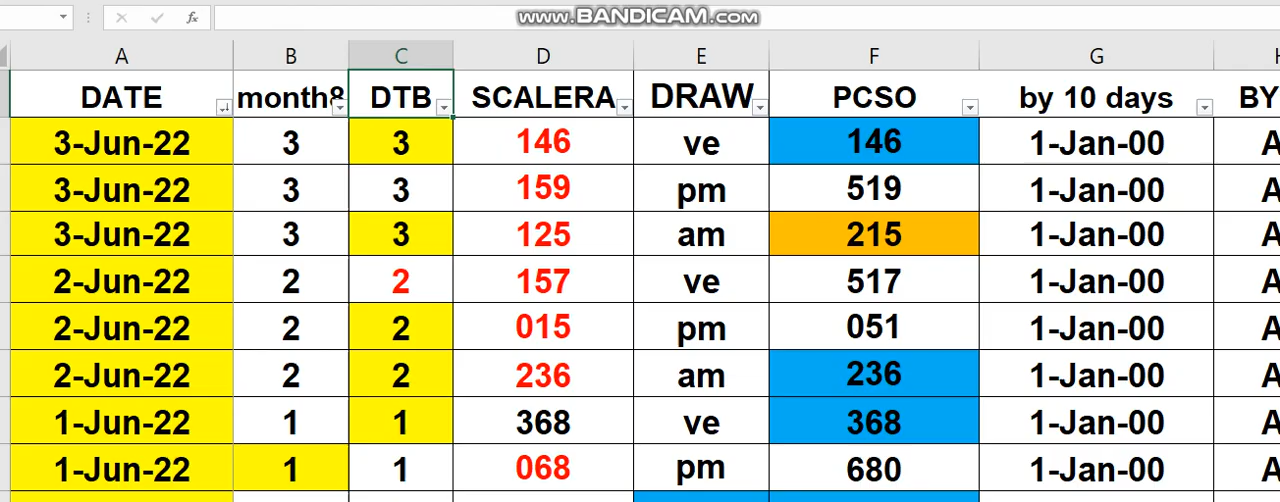 fx www.BANDICAM.com
A B C D E F G H
DATE month8 DTB SCALERA DRAW PCSO by 10 days BY
3-Jun-22 3 3 146 ve 146 1-Jan-00 A
3-Jun-22 3 3 159 pm 519 1-Jan-00 A
3-Jun-22 3 3 125 am 215 1-Jan-00 A
2-Jun-22 2 2 157 ve 517 1-Jan-00 A
2-Jun-22 2 2 015 pm 051 1-Jan-00 A
2-Jun-22 2 2 236 am 236 1-Jan-00 A
1-Jun-22 1 1 368 ve 368 1-Jan-00 A
1-Jun-22 1 1 068 pm 680 1-Jan-00 A